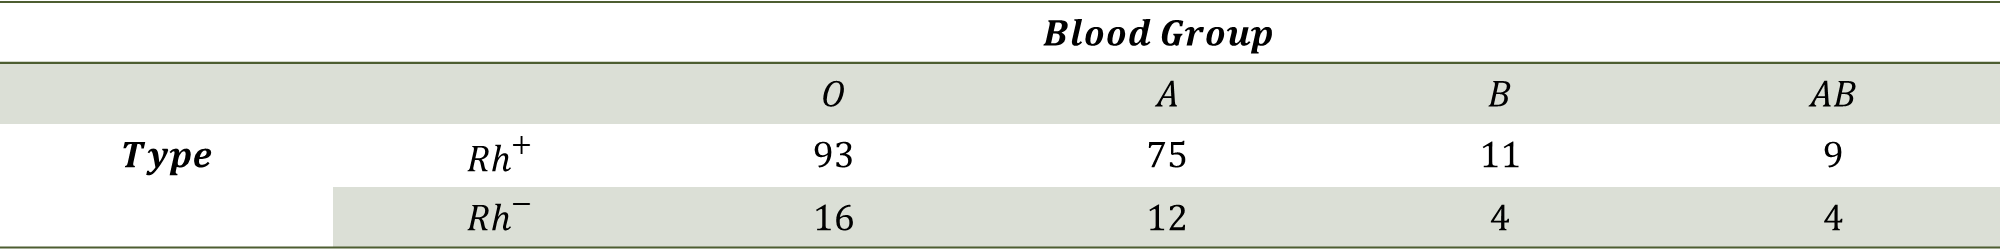 Blood Group
O A B AB
Type Rh⁺ 93 75 11 9
Rh⁻ 16 12 4 4